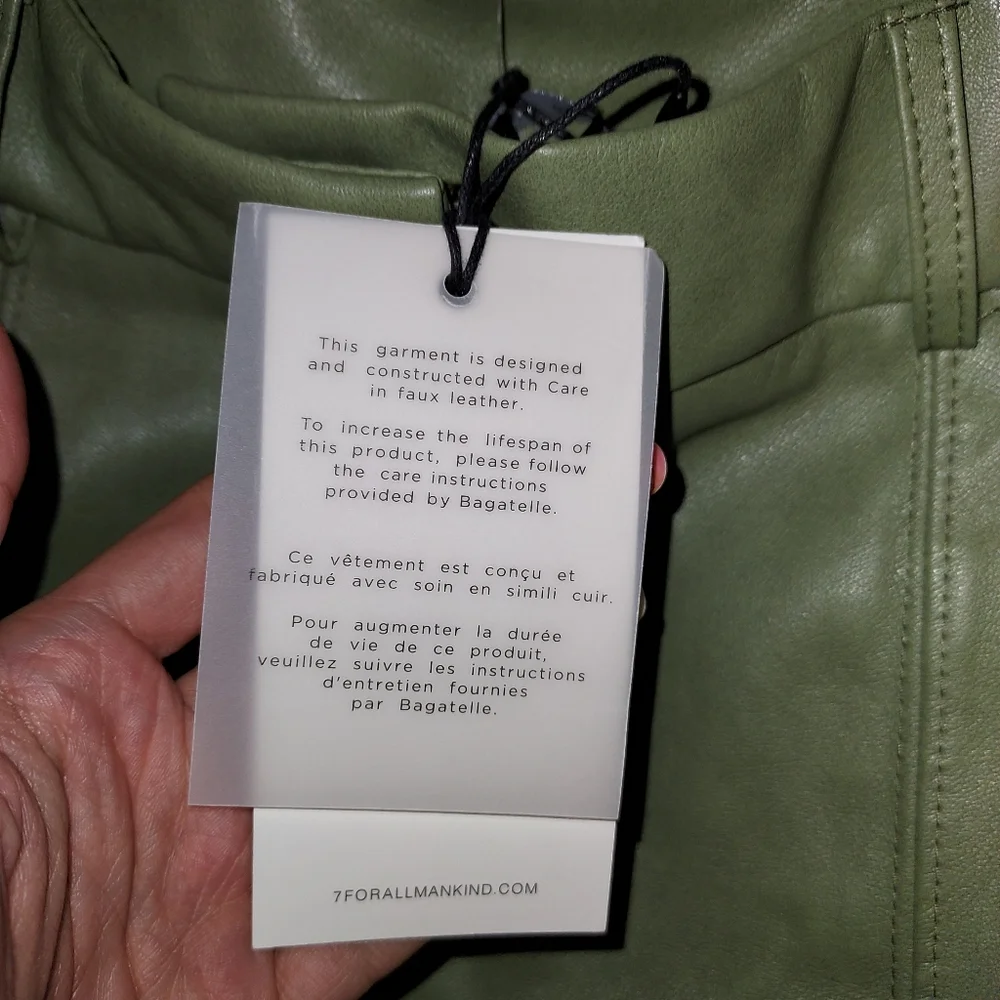 This garment is designed
and constructed with Care
in faux leather.
To increase the lifespan of
this product, please follow
the care instructions
provided by Bagatelle.
Ce vêtement est conçu et
fabriqué avec soin en simili cuir.
Pour augmenter la durée
de vie de ce produit,
veuillez suivre les instructions
d'entretien fournies
par Bagatelle.
7FORALLMANKIND.COM